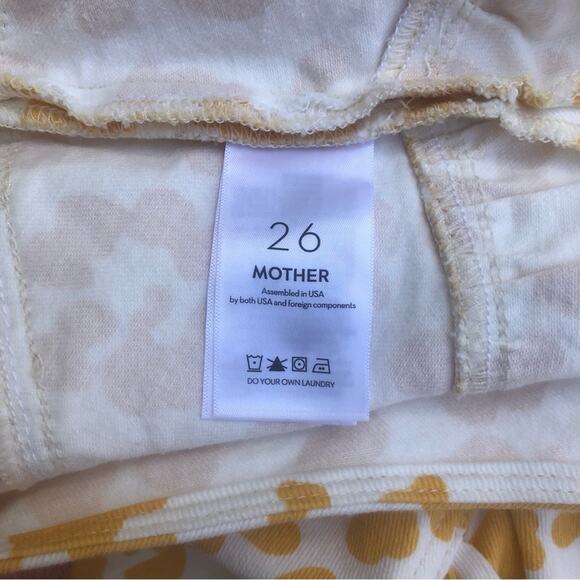 26
MOTHER
Assembled in USA
by both USA and foreign components
DO YOUR OWN LAUNDRY